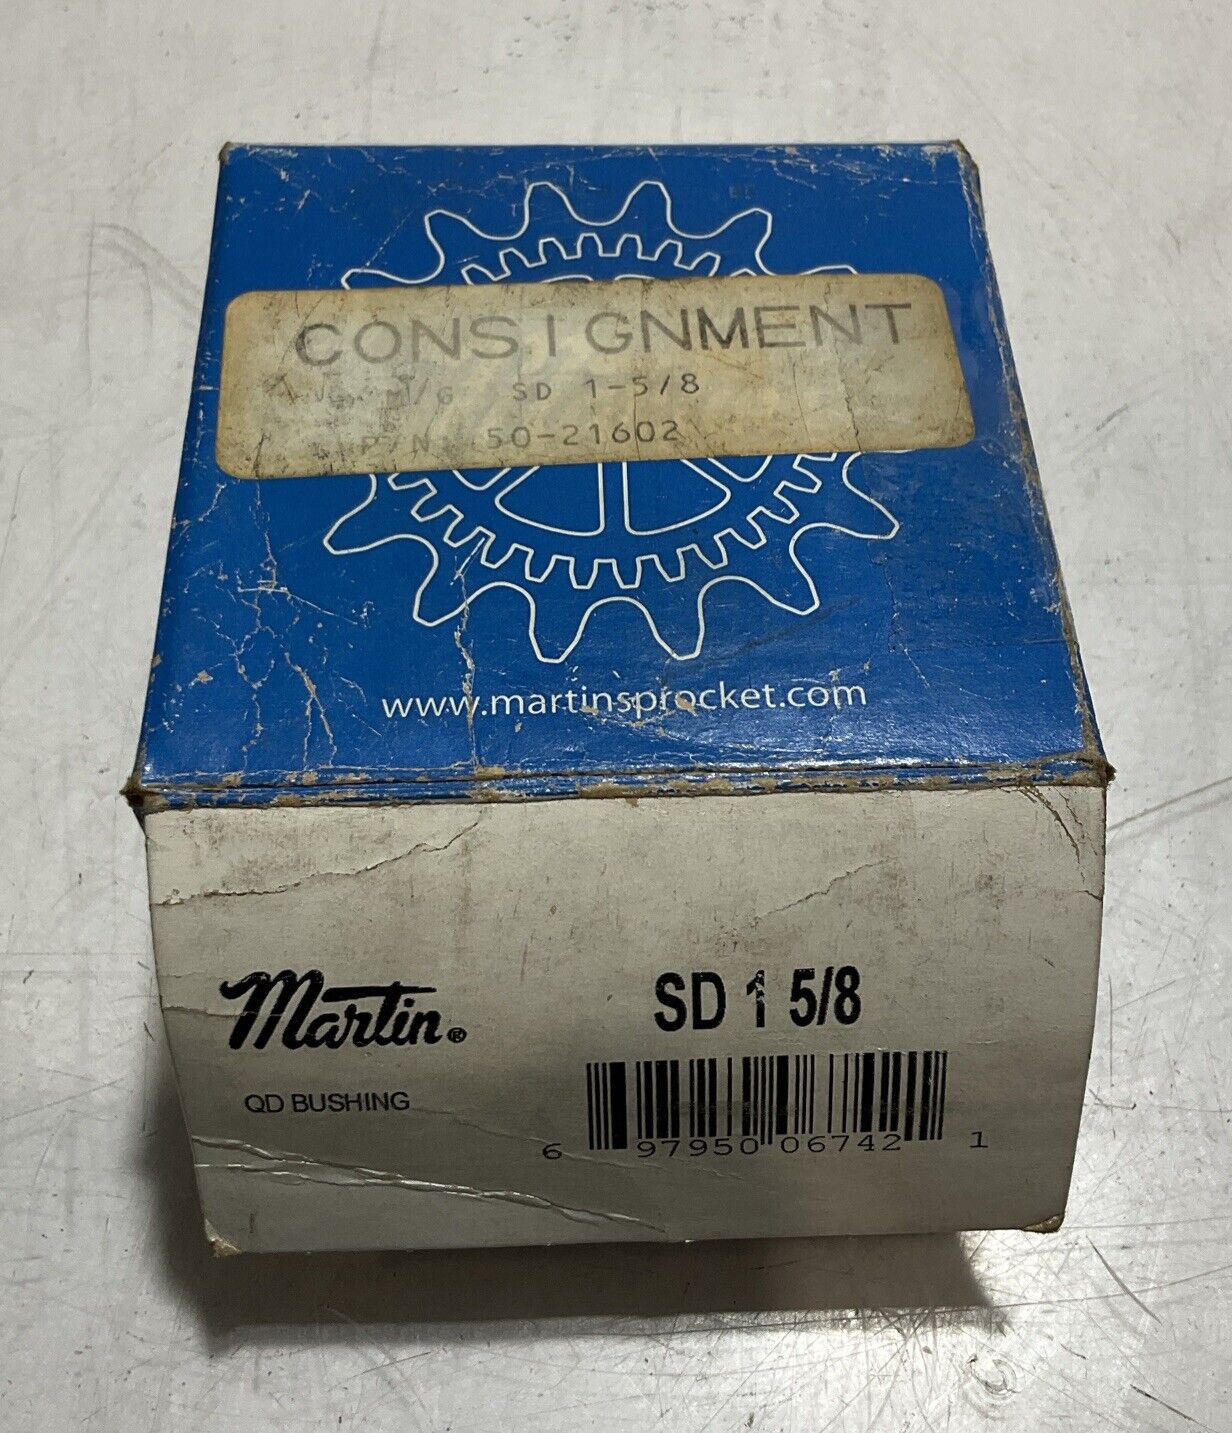 CONSIGNMENT
SD 1-5/8
P/N 50-21602
www.martinsprocket.com
Martin®
SD 1 5/8
QD BUSHING
6 97950 06742 1